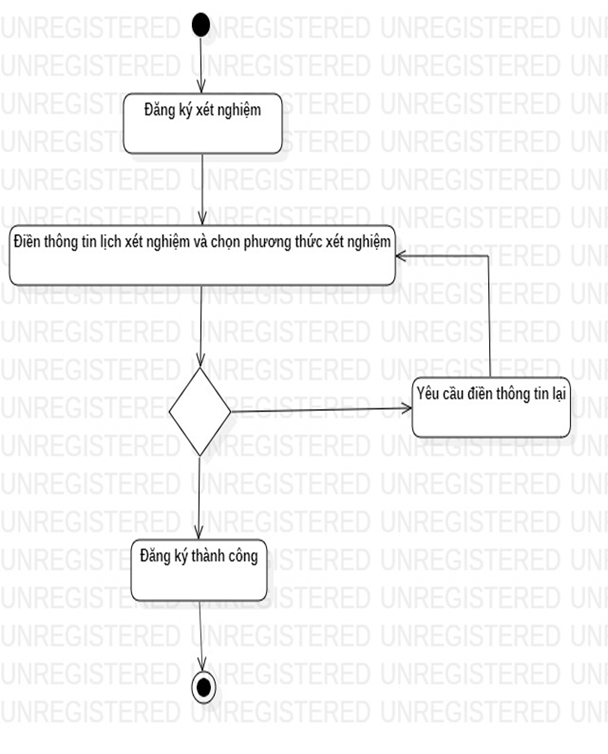 UNREGISTERED UNREGISTERED UNREGISTERED
Đăng ký xét nghiệm
Điền thông tin lịch xét nghiệm và chọn phương thức xét nghiệm
Yêu cầu điền thông tin lại
Đăng ký thành công